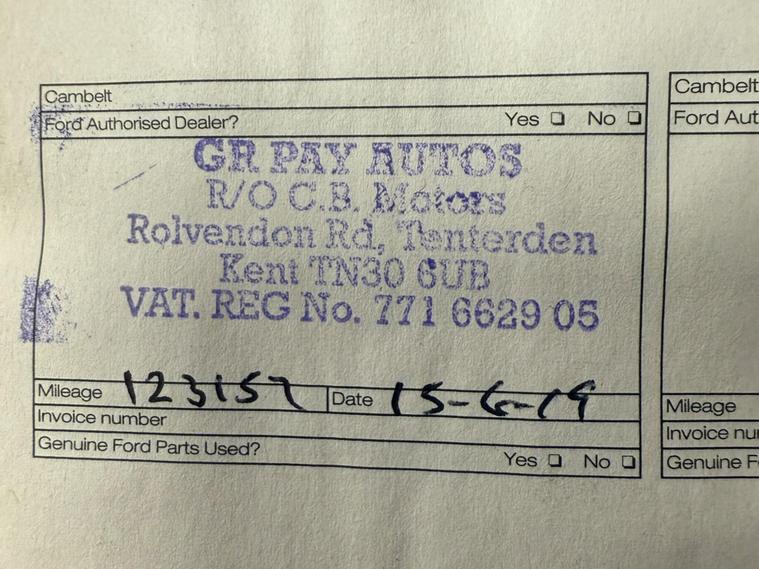 Cambelt
Ford Authorised Dealer? Yes ❑ No ❑
GR PAY AUTOS
R/O C.B. Motors
Rolvendon Rd, Tenterden
Kent TN30 6UB
VAT. REG No. 771 6629 05
Mileage 123157 Date 15-6-19
Invoice number
Genuine Ford Parts Used? Yes ❑ No ❑
Cambelt
Ford Aut
Mileage
Invoice nu
Genuine F